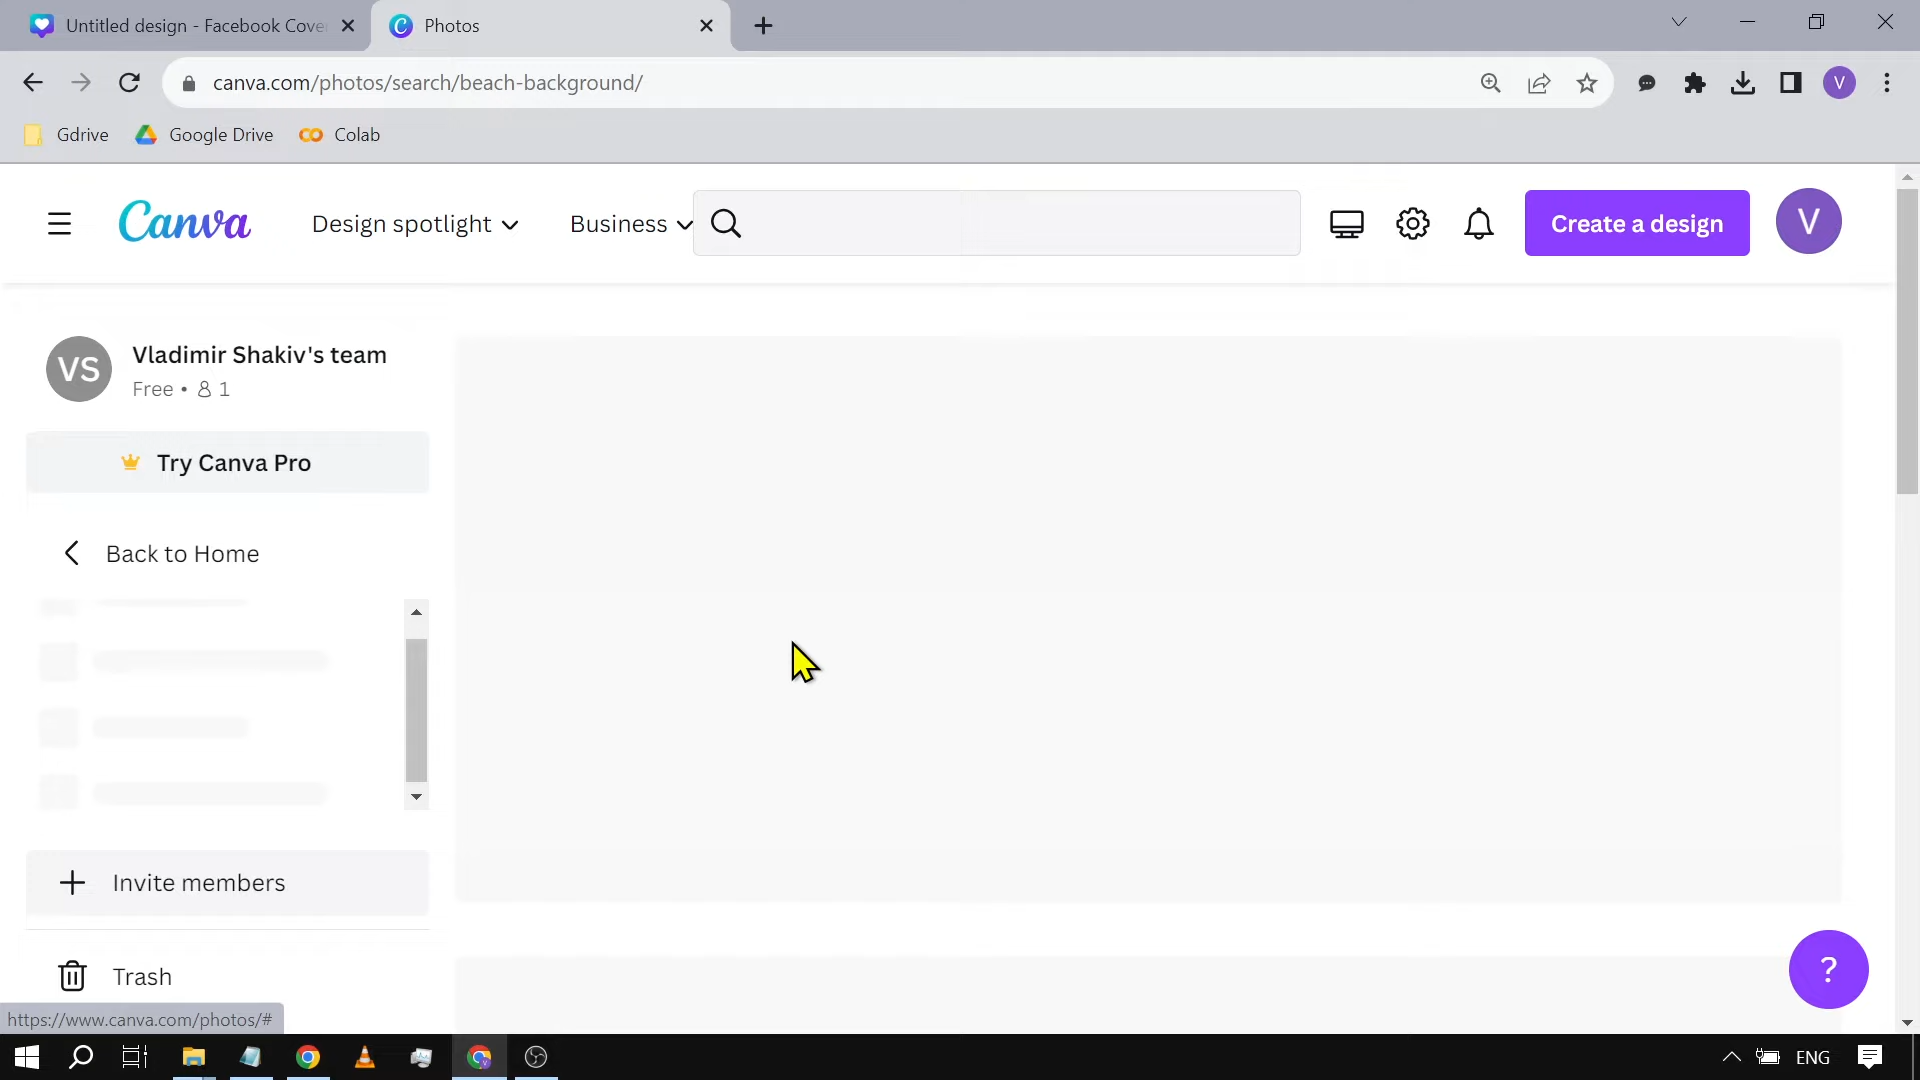 Untitled design - Facebook Cove
Photos
canva.com/photos/search/beach-background/
V
Gdrive
Google Drive
Colab
Canva
Design spotlight
Business
Create a design
V
VS
Vladimir Shakiv's team
Free • 1
Try Canva Pro
Back to Home
Invite members
Trash
?
https://www.canva.com/photos/#
ENG